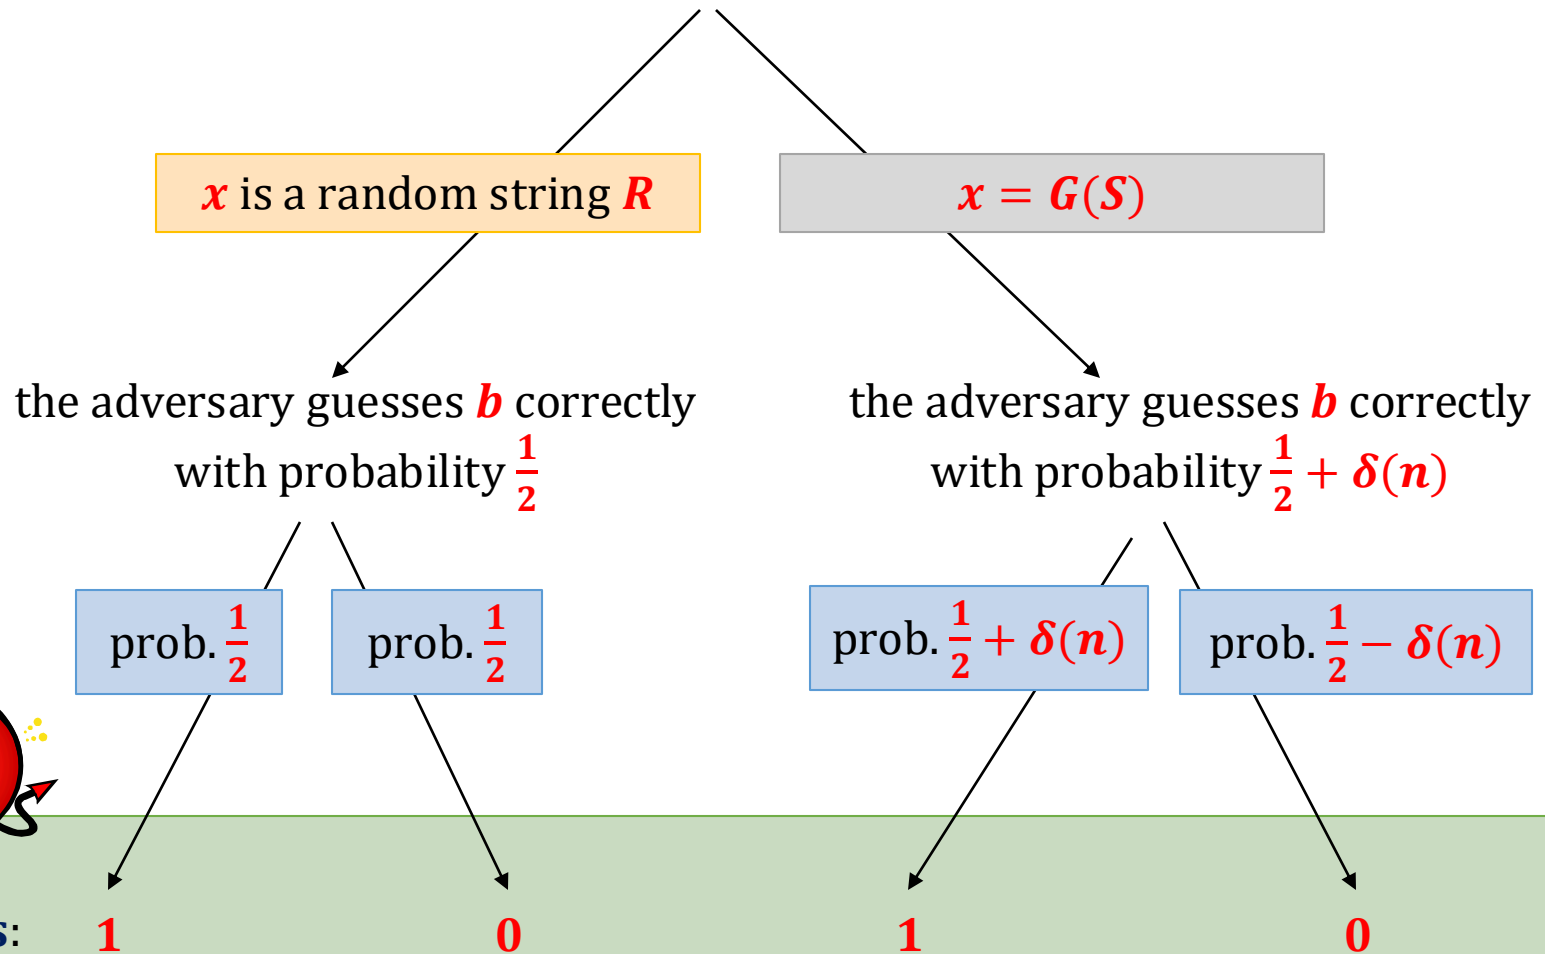 x is a random string R
x = G(S)
the adversary guesses b correctly
with probability 1/2
the adversary guesses b correctly
with probability 1/2 + δ(n)
prob. 1/2
prob. 1/2
prob. 1/2 + δ(n)
prob. 1/2 − δ(n)
s: 1 0 1 0